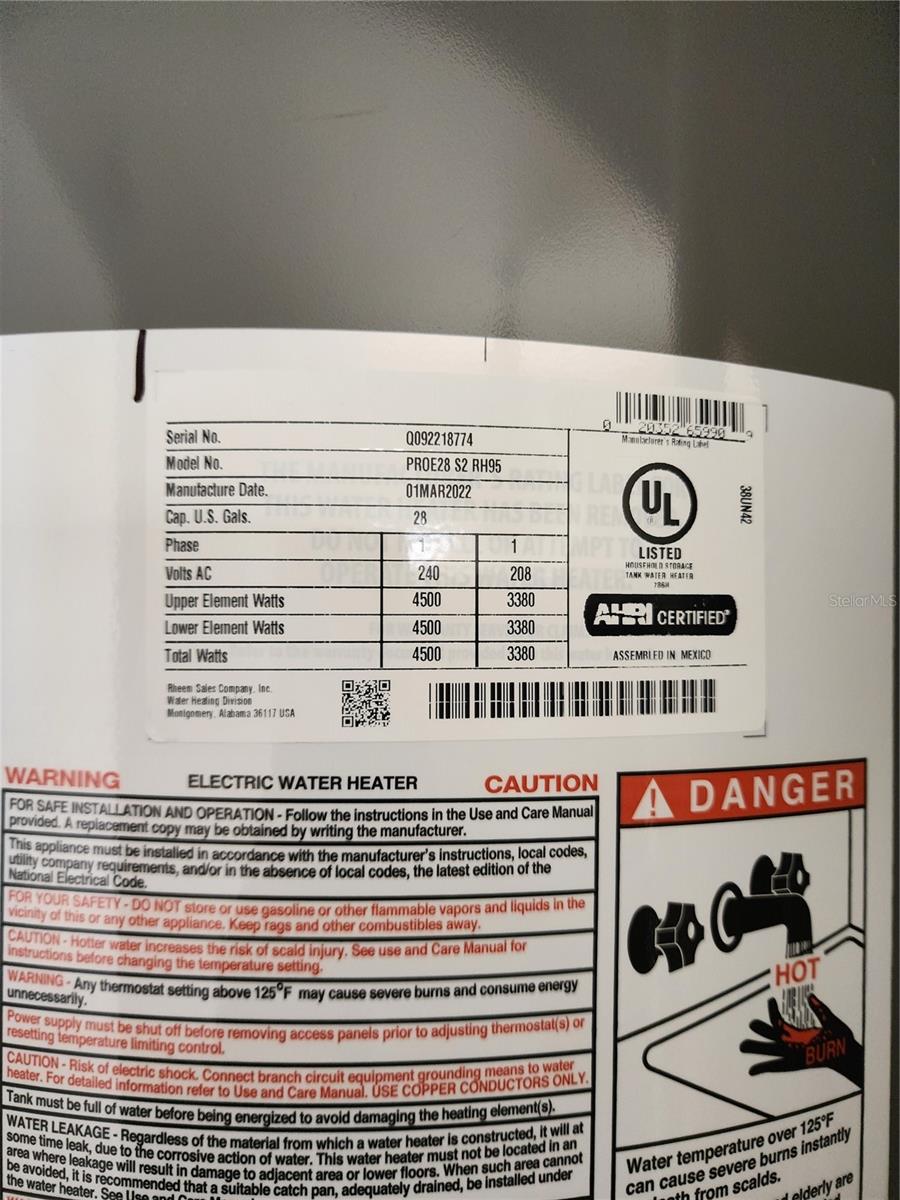 0 20352 65990 9
Manufacturer's Rating Label
Serial No. Q092218774
Model No. PROE28 S2 RH95
Manufacture Date. 01MAR2022
Cap. U.S. Gals. 28
Phase 1 1
Volts AC 240 208
Upper Element Watts 4500 3380
Lower Element Watts 4500 3380
Total Watts 4500 3380
UL
LISTED
HOUSEHOLD STORAGE
TANK WATER HEATER
38UN42
AHRI CERTIFIED
ASSEMBLED IN MEXICO
Rheem Sales Company, Inc.
Water Heating Division
Montgomery, Alabama 36117 USA
StellarMLS
WARNING ELECTRIC WATER HEATER CAUTION
FOR SAFE INSTALLATION AND OPERATION - Follow the instructions in the Use and Care Manual
provided. A replacement copy may be obtained by writing the manufacturer.
This appliance must be installed in accordance with the manufacturer's instructions, local codes,
utility company requirements, and/or in the absence of local codes, the latest edition of the
National Electrical Code.
FOR YOUR SAFETY - DO NOT store or use gasoline or other flammable vapors and liquids in the
vicinity of this or any other appliance. Keep rags and other combustibles away.
CAUTION - Hotter water increases the risk of scald injury. See use and Care Manual for
instructions before changing the temperature setting.
WARNING - Any thermostat setting above 125°F may cause severe burns and consume energy
unnecessarily.
Power supply must be shut off before removing access panels prior to adjusting thermostat(s) or
resetting temperature limiting control.
CAUTION - Risk of electric shock. Connect branch circuit equipment grounding means to water
heater. For detailed information refer to Use and Care Manual. USE COPPER CONDUCTORS ONLY.
Tank must be full of water before being energized to avoid damaging the heating element(s).
WATER LEAKAGE - Regardless of the material from which a water heater is constructed, it will at
some time leak, due to the corrosive action of water. This water heater must not be located in an
area where leakage will result in damage to adjacent area or lower floors. When such area cannot
be avoided, it is recommended that a suitable catch pan, adequately drained, be installed under
the water heater. See Use and Care
DANGER
HOT
BURN
Water temperature over 125°F
can cause severe burns instantly
from scalds.
elderly are